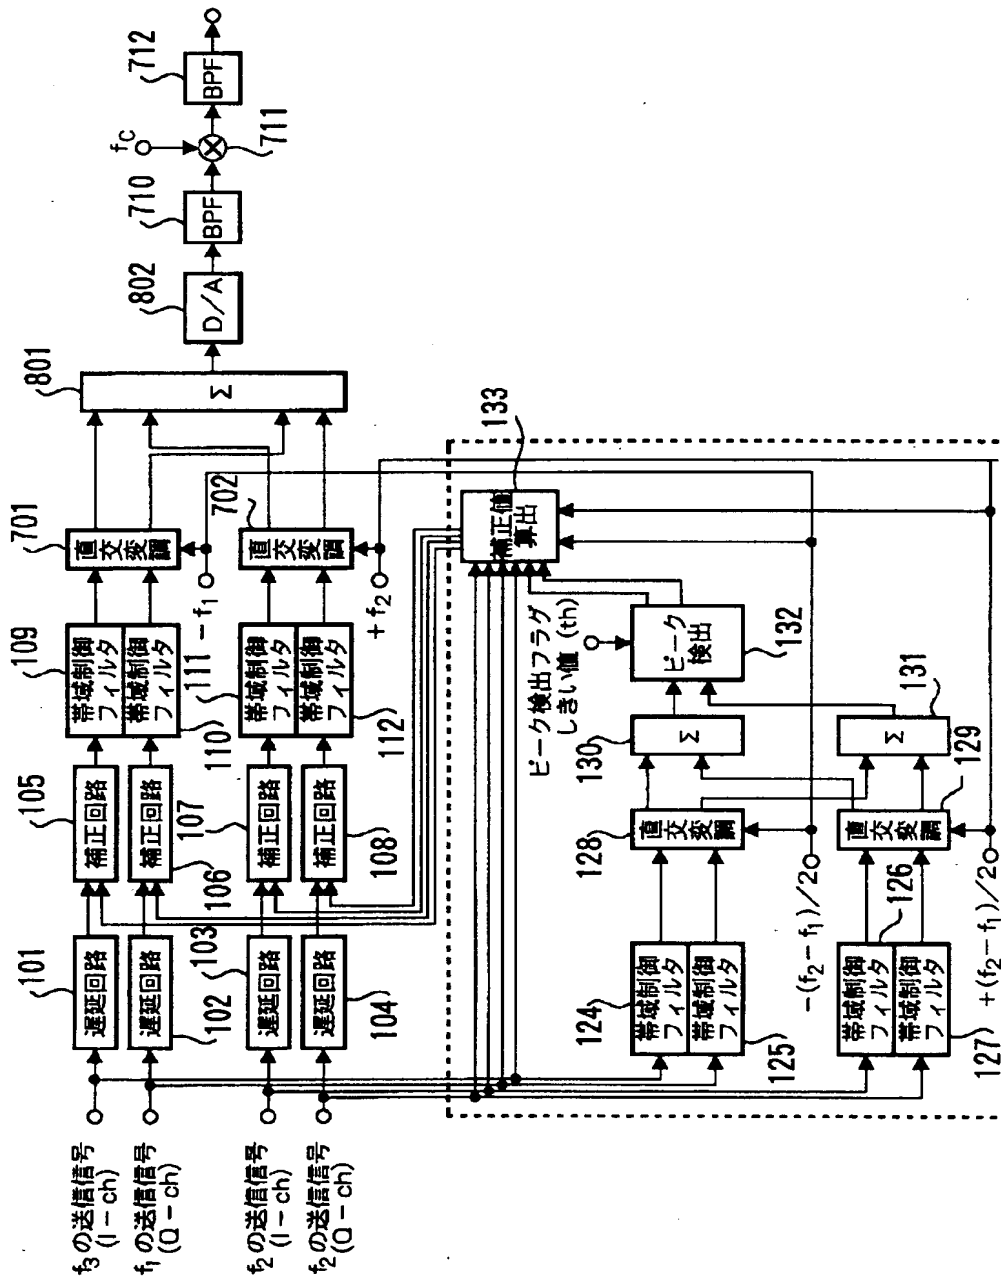 f3の送信信号
(I-ch)
f1の送信信号
(Q-ch)
f2の送信信号
(I-ch)
f2の送信信号
(Q-ch)
101
遅延回路
遅延回路
102
103
遅延回路
遅延回路
104
105
補正回路
補正回路
106
107
補正回路
補正回路
108
109
帯域制御
フィルタ
帯域制御
フィルタ
110
111
帯域制御
フィルタ
帯域制御
フィルタ
112
701
直交変調
-f1
702
直交変調
+f2
801
Σ
802
D/A
710
BPF
fC
711
712
BPF
124
帯域制御
フィルタ
帯域制御
フィルタ
125
126
帯域制御
フィルタ
帯域制御
フィルタ
127
128
直交変調
-(f2-f1)/2
129
直交変調
+(f2-f1)/2
130
Σ
131
Σ
ピーク検出フラグ
しきい値(th)
ピーク
検出
132
133
補正値
算出